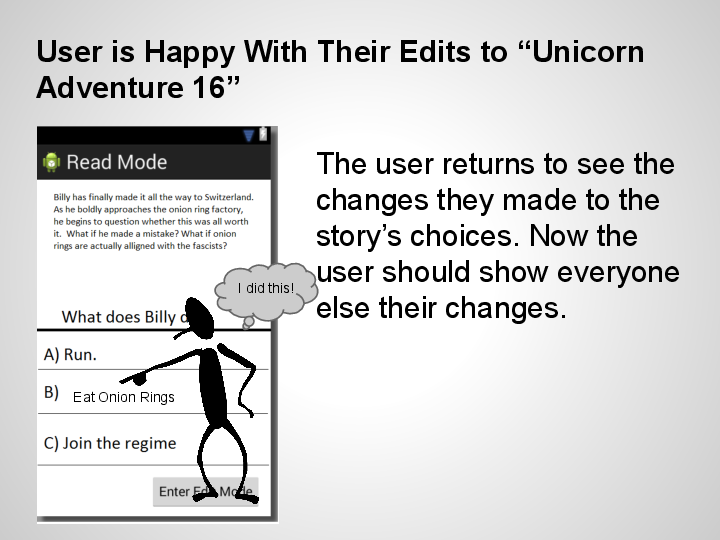 User is Happy With Their Edits to “Unicorn
Adventure 16”
Read Mode
Billy has finally made it all the way to Switzerland.
As he boldly approaches the onion ring factory,
he begins to question whether this was all worth
it. What if he made a mistake? What if onion
rings are actually alligned with the fascists?
I did this!
What does Billy
A) Run.
B) Eat Onion Rings
C) Join the regime
Enter Edit Mode
The user returns to see the
changes they made to the
story’s choices. Now the
user should show everyone
else their changes.